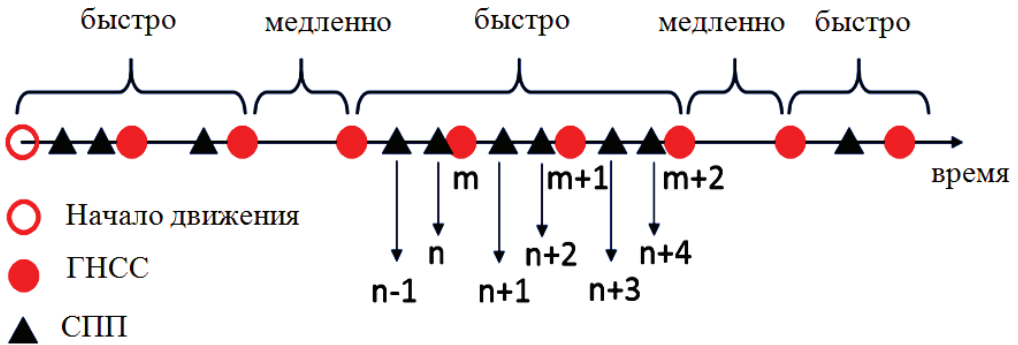 быстро медленно быстро медленно быстро
m m+1 m+2 время
n n+2 n+4
n-1 n+1 n+3
Начало движения
ГНСС
СПП